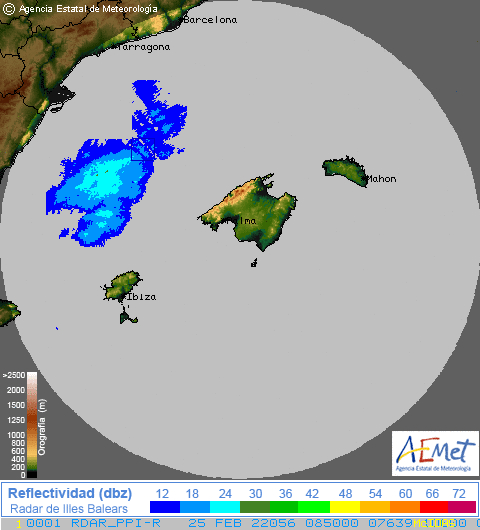 © Agencia Estatal de Meteorología
Barcelona
Tarragona
Mahon
lma
Ibiza
>2500
2000
1500
1000
800
600
400
200
0
Orografía (m)
AEmet
Agencia Estatal de Meteorología
Reflectividad (dbz)
Radar de Illes Balears
12 18 24 30 36 42 48 54 60 66 72
1 0001 RDAR_PPI-R 25 FEB 22056 085000 07639